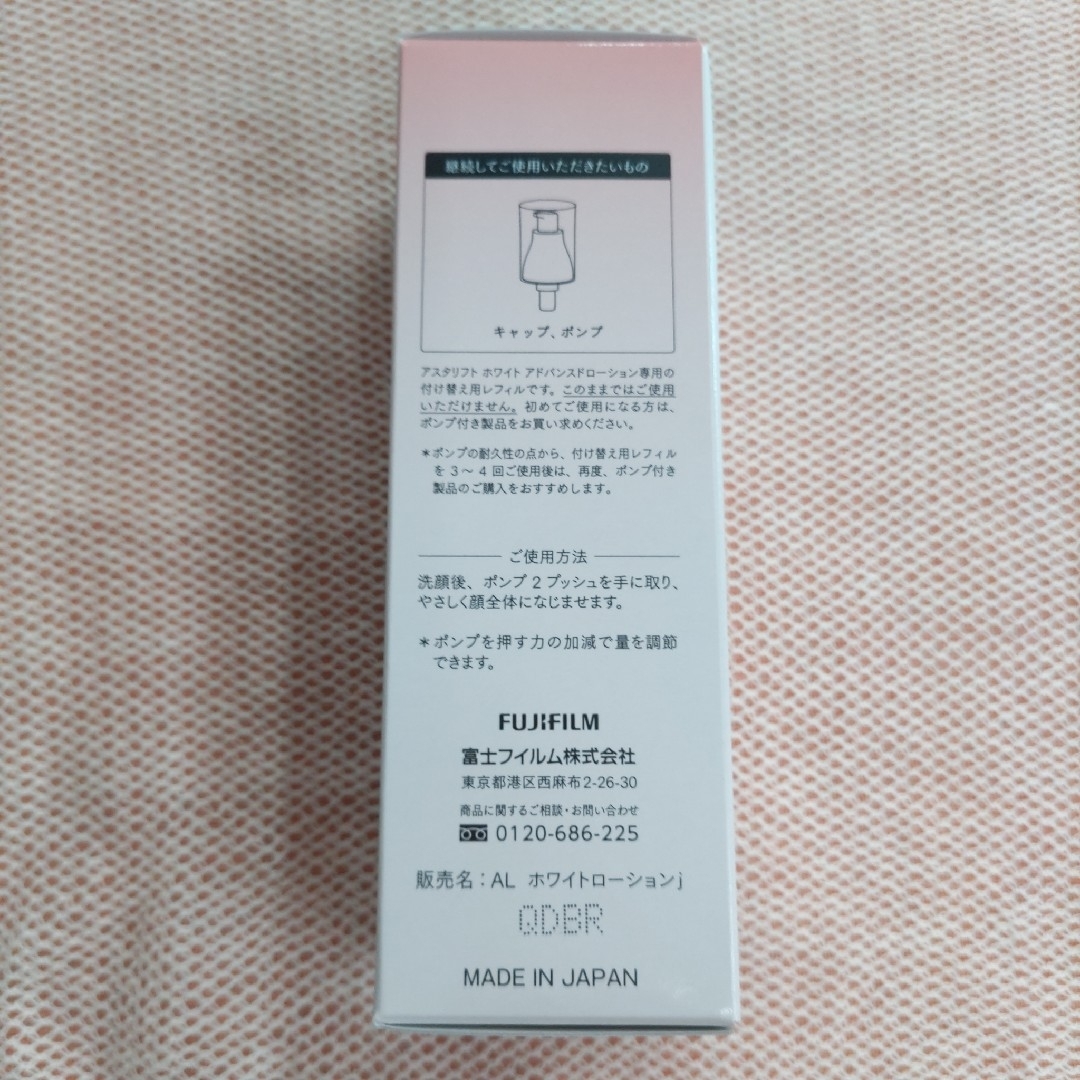 継続してご使用いただきたいもの
キャップ、ポンプ
アスタリフト ホワイト アドバンスドローション専用の
付け替え用レフィルです。このままではご使用
いただけません。初めてご使用になる方は、
ポンプ付き製品をお買い求めください。
＊ポンプの耐久性の点から、付け替え用レフィル
を3～4回ご使用後は、再度、ポンプ付き
製品のご購入をおすすめします。
ご使用方法
洗顔後、ポンプ2プッシュを手に取り、
やさしく顔全体になじませます。
＊ポンプを押す力の加減で量を調節
できます。
FUJIFILM
富士フイルム株式会社
東京都港区西麻布2-26-30
商品に関するご相談・お問い合わせ
0120-686-225
販売名：AL ホワイトローションj
QDBR
MADE IN JAPAN